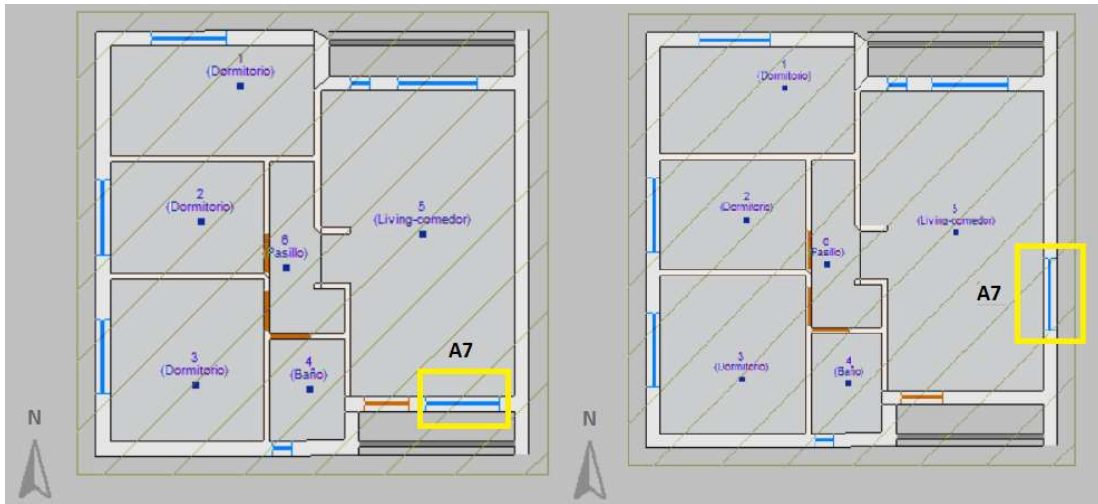 1
(Dormitorio)
2
(Dormitorio)
5
(Living-comedor)
6
Pasillo)
A7
3
(Dormitorio)
4
(Baño)
N
1
(Dormitorio)
2
(Dormitorio)
5
(Living-comedor)
6
Pasillo)
A7
3
(Dormitorio)
4
(Baño)
N